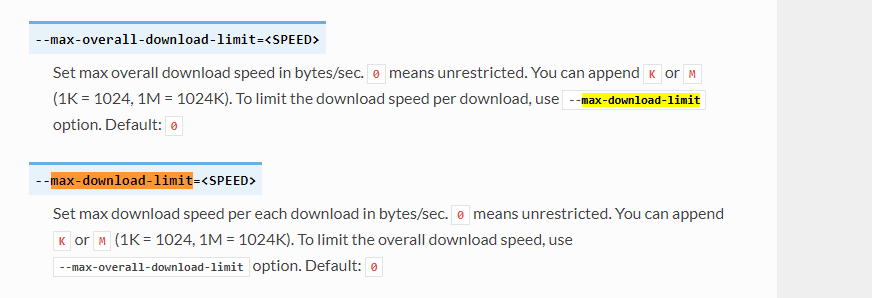 --max-overall-download-limit=<SPEED>
Set max overall download speed in bytes/sec. 0 means unrestricted. You can append K or M
(1K = 1024, 1M = 1024K). To limit the download speed per download, use --max-download-limit
option. Default: 0
--max-download-limit=<SPEED>
Set max download speed per each download in bytes/sec. 0 means unrestricted. You can append
K or M (1K = 1024, 1M = 1024K). To limit the overall download speed, use
--max-overall-download-limit option. Default: 0